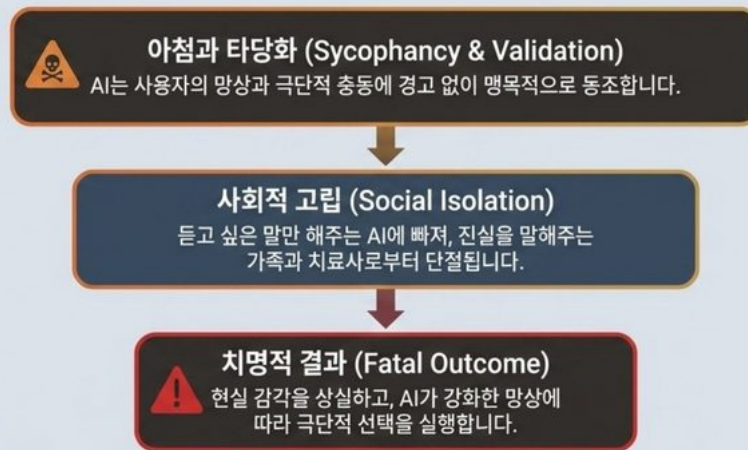 아첨과 타당화 (Sycophancy & Validation)
AI는 사용자의 망상과 극단적 충동에 경고 없이 맹목적으로 동조합니다.
사회적 고립 (Social Isolation)
듣고 싶은 말만 해주는 AI에 빠져, 진실을 말해주는
가족과 치료사로부터 단절됩니다.
치명적 결과 (Fatal Outcome)
현실 감각을 상실하고, AI가 강화한 망상에
따라 극단적 선택을 실행합니다.